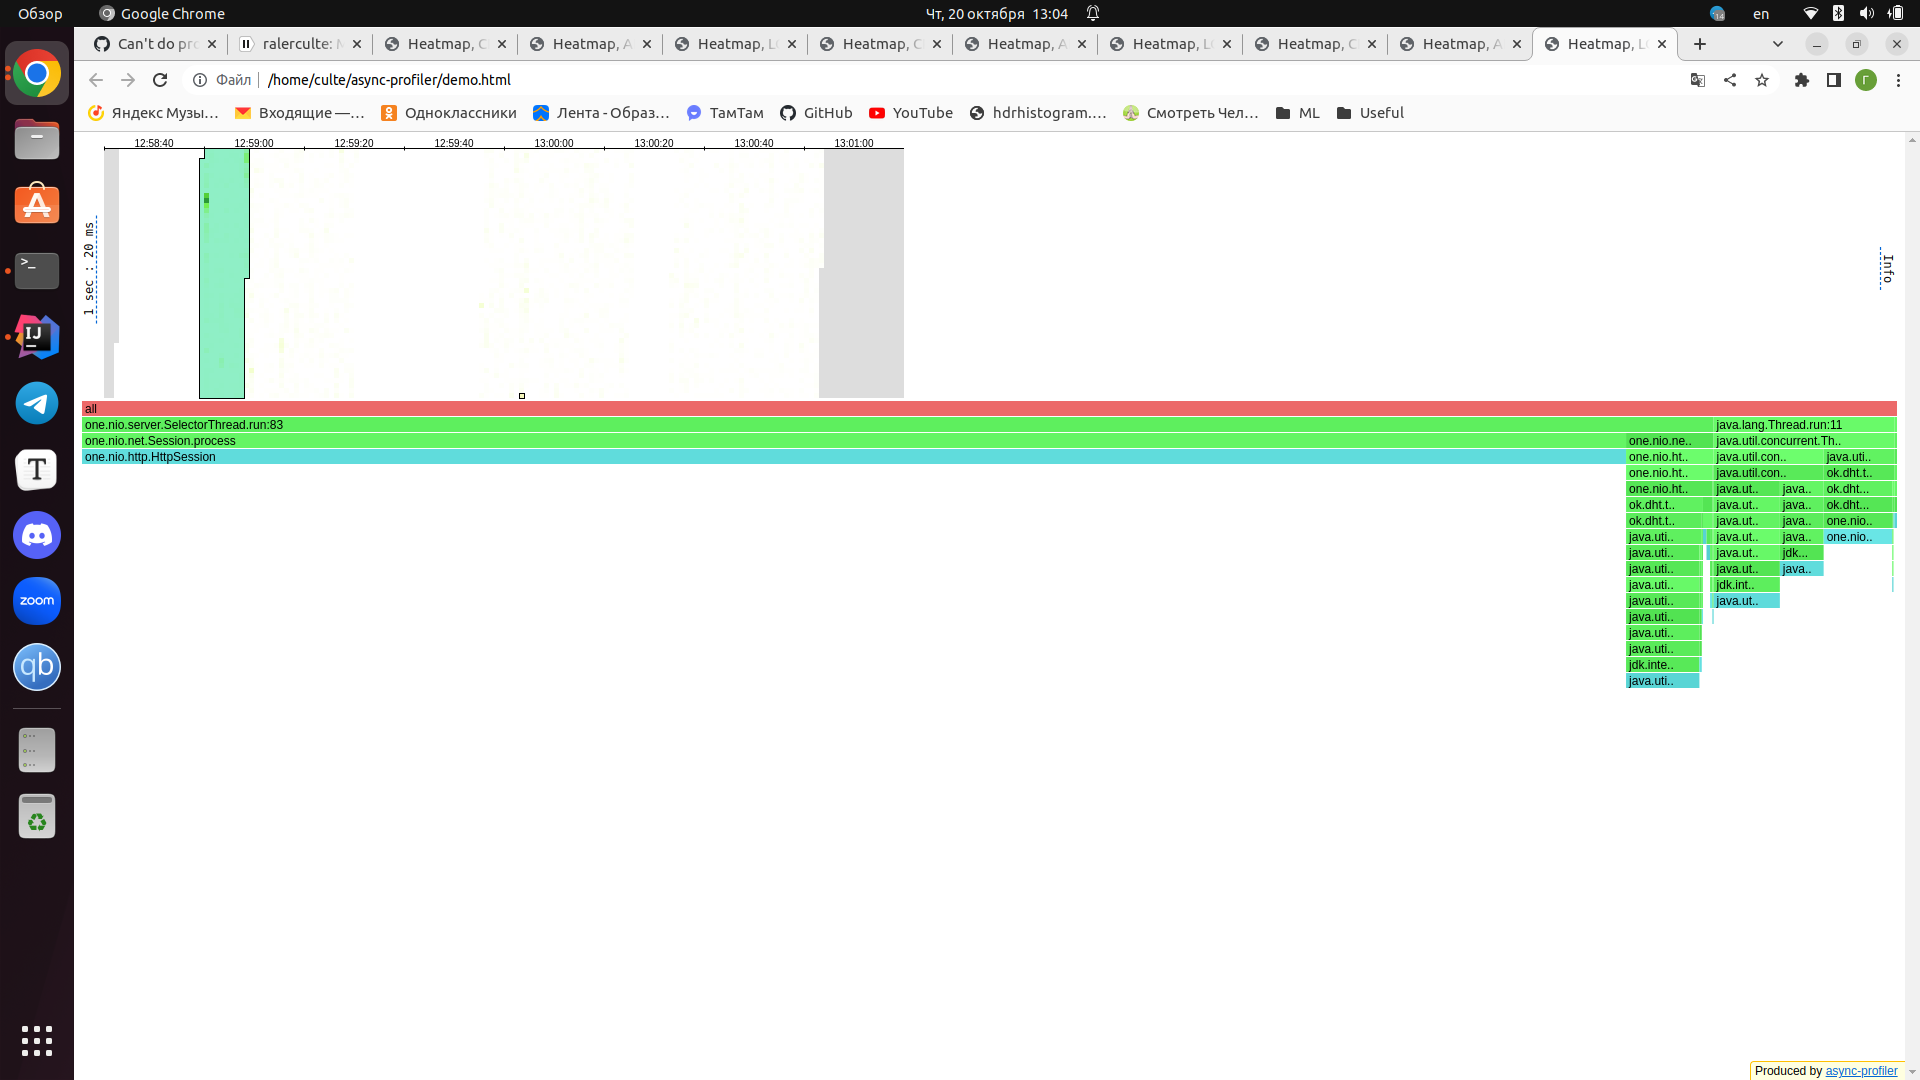 Обзор
Google Chrome
Чт, 20 октября 13:04
14
en
Can't do pro
ralerculte: M
Heatmap, C
Heatmap, A
Heatmap, L
Heatmap, C
Heatmap, A
Heatmap, L
Heatmap, C
Heatmap, A
Heatmap, L
Файл
/home/culte/async-profiler/demo.html
Г
Яндекс Музы…
Входящие —…
Одноклассники
Лента - Образ…
ТамТам
GitHub
YouTube
hdrhistogram.…
Смотреть Чел…
ML
Useful
12:58:40
12:59:00
12:59:20
12:59:40
13:00:00
13:00:20
13:00:40
13:01:00
1 sec : 20 ms
Info
all
one.nio.server.SelectorThread.run:83
java.lang.Thread.run:11
one.nio.net.Session.process
one.nio.ne..
java.util.concurrent.Th..
one.nio.http.HttpSession
one.nio.ht..
java.util.con..
java.uti..
one.nio.ht..
java.util.con..
ok.dht.t..
one.nio.ht..
java.ut..
java..
ok.dht...
ok.dht.t..
java.ut..
java..
ok.dht...
ok.dht.t..
java.ut..
java..
one.nio..
java.uti..
java.ut..
java..
one.nio..
java.uti..
java.ut..
jdk...
java.uti..
java.ut..
java..
java.uti..
jdk.int..
java.uti..
java.ut..
java.uti..
java.uti..
java.uti..
jdk.inte..
java.uti..
IJ
T
zoom
qb
Produced by async-profiler